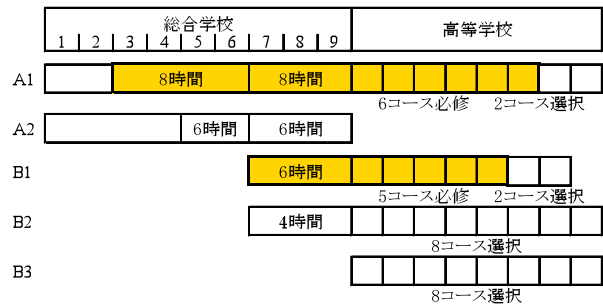 総合学校 高等学校
1 2 3 4 5 6 7 8 9
A1 8時間 8時間
6コース必修 2コース選択
A2 6時間 6時間
B1 6時間
5コース必修 2コース選択
B2 4時間
8コース選択
B3
8コース選択